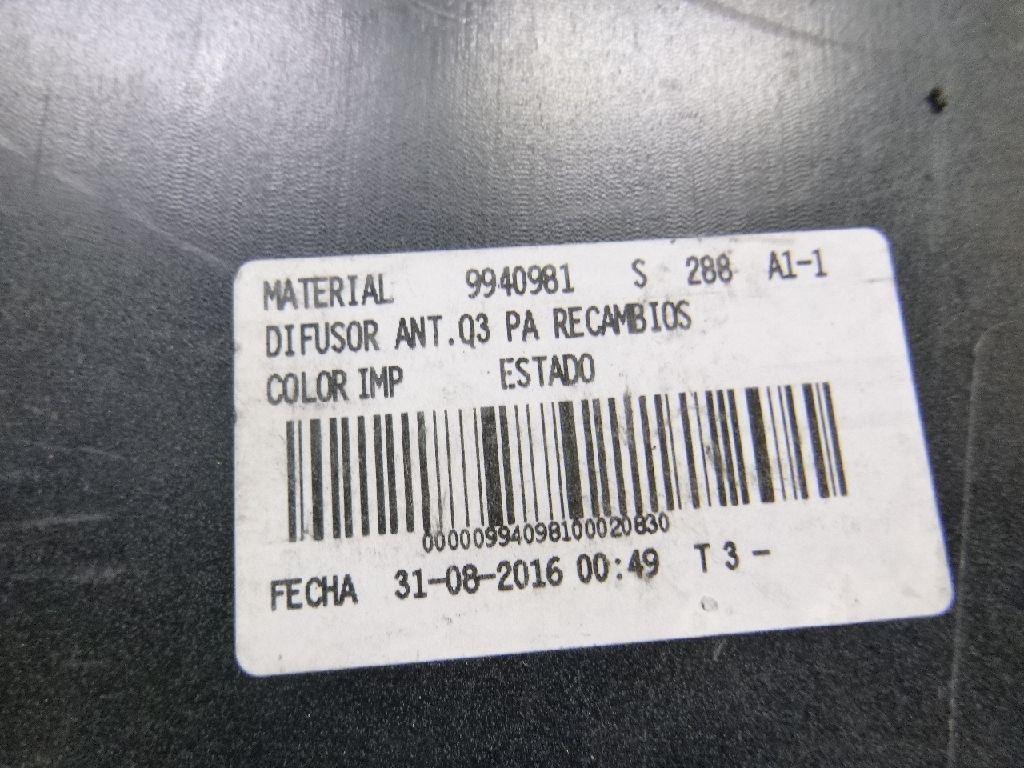 MATERIAL 9940981 S 288 A1-1
DIFUSOR ANT.Q3 PA RECAMBIOS
COLOR IMP ESTADO
00000994098100020830
FECHA 31-08-2016 00:49 T 3 -